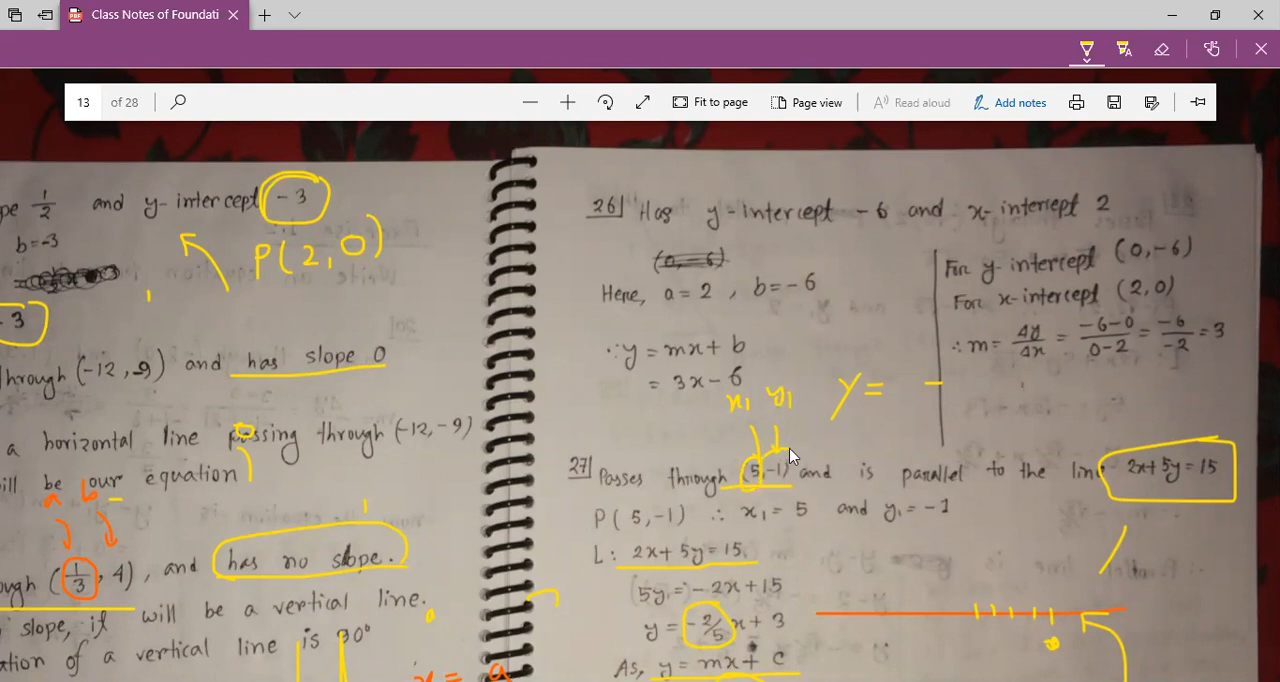 Class Notes of Foundati
13 of 28
Fit to page
Page view
Read aloud
Add notes
ope 1/2 and y-intercept -3
b=-3
P(2,0)
-3
through (-12, 9) and has slope 0
a horizontal line passing through (-12,-9)
ill be our equation
a b
ough (1/3, 4), and has no slope.
slope, if will be a vertical line.
ation of a vertical line is 90°
x = a
26| Has y-intercept -6 and x-intercept 2
(0,-6)
Here, a=2, b=-6
∴y = mx+b
= 3x-6
For y-intercept (0,-6)
For x-intercept (2,0)
∴m= Δy/Δx = -6-0/0-2 = -6/-2 = 3
x1 y1
y = -
27| Passes through (5,-1) and is parallel to the line 2x+5y=15
P(5,-1) ∴ x1=5 and y1=-1
L: 2x+5y=15
5y=-2x+15
y = -2/5 x + 3
As, y = mx + c